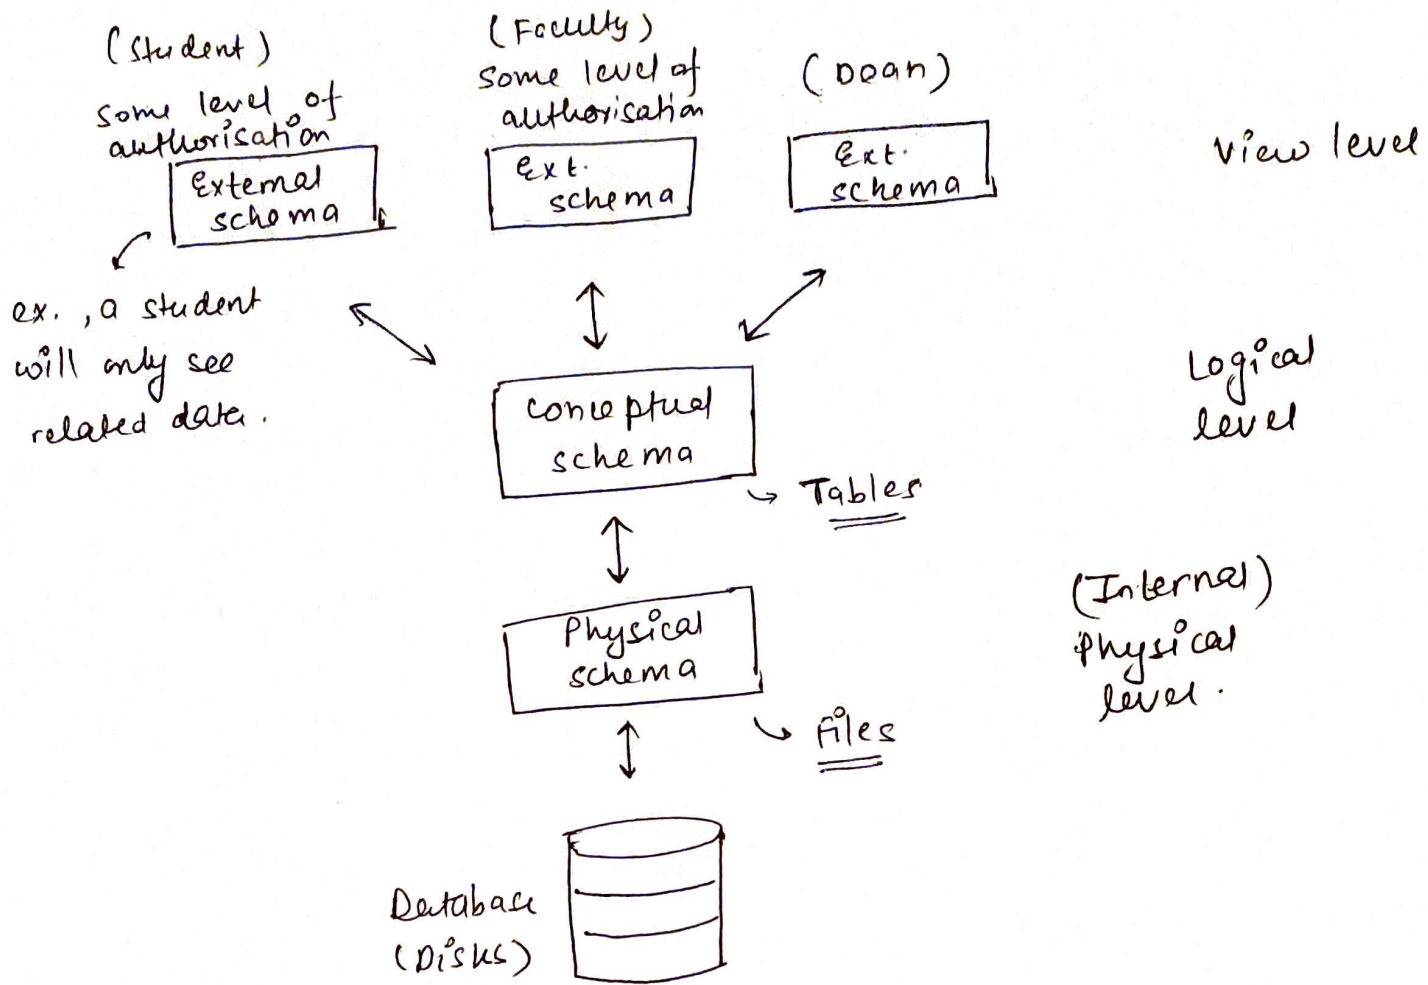 (Student)
some level of
authorisation
External
schema
(Faculty)
some level of
authorisation
Ext.
schema
(Dean)
Ext.
schema
View level
ex., a student
will only see
related data.
Conceptual
schema
Tables
Logical
level
Physical
schema
Files
(Internal)
Physical
level.
Database
(Disks)